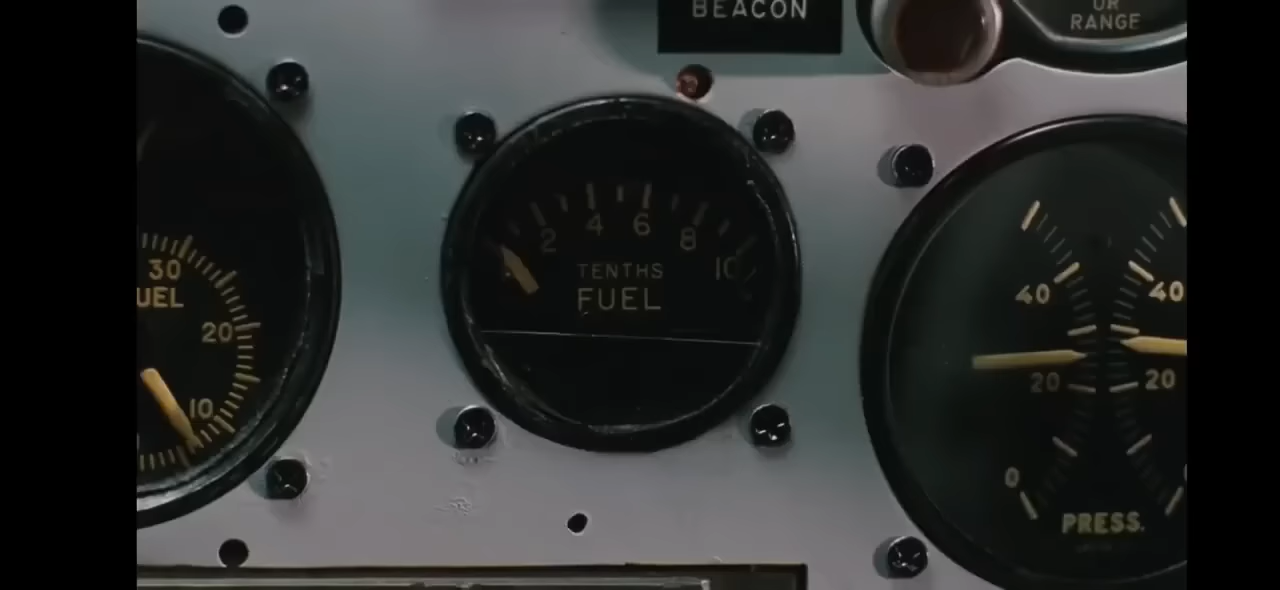 BEACON
OR
RANGE
30
UEL
20
10
2 4 6 8 10
TENTHS
FUEL
40 40
20 20
0
PRESS.